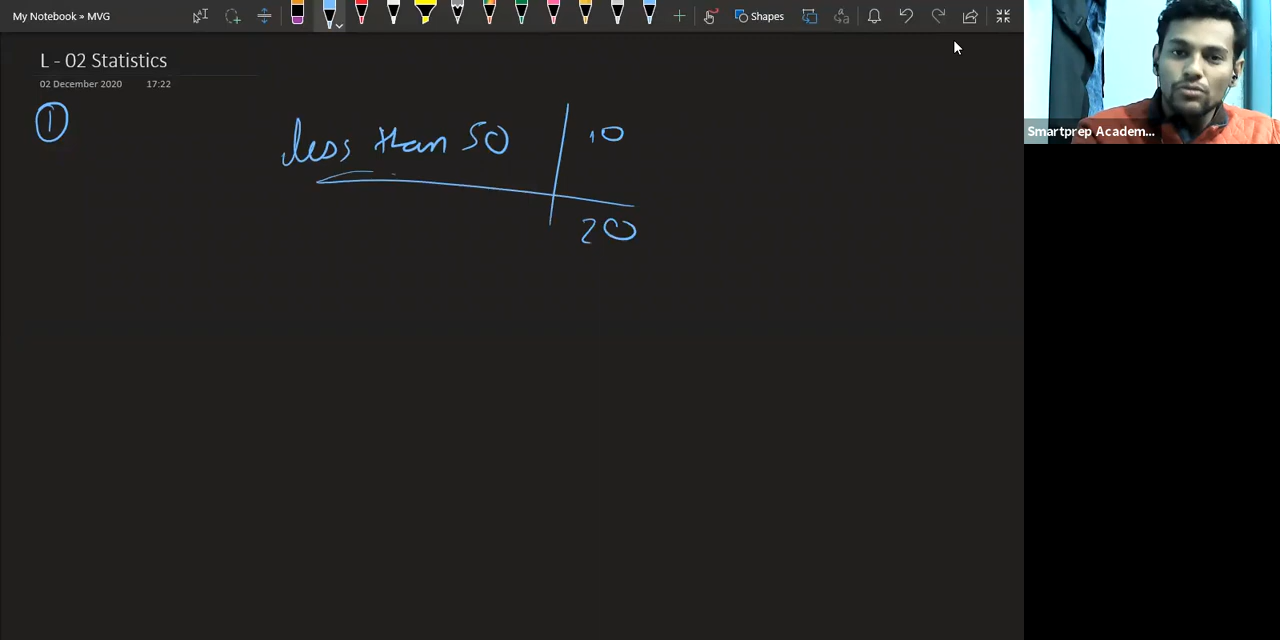 My Notebook » MVG
Shapes
L - 02 Statistics
02 December 2020 17:22
1
less than 50 10
20
Smartprep Academ...